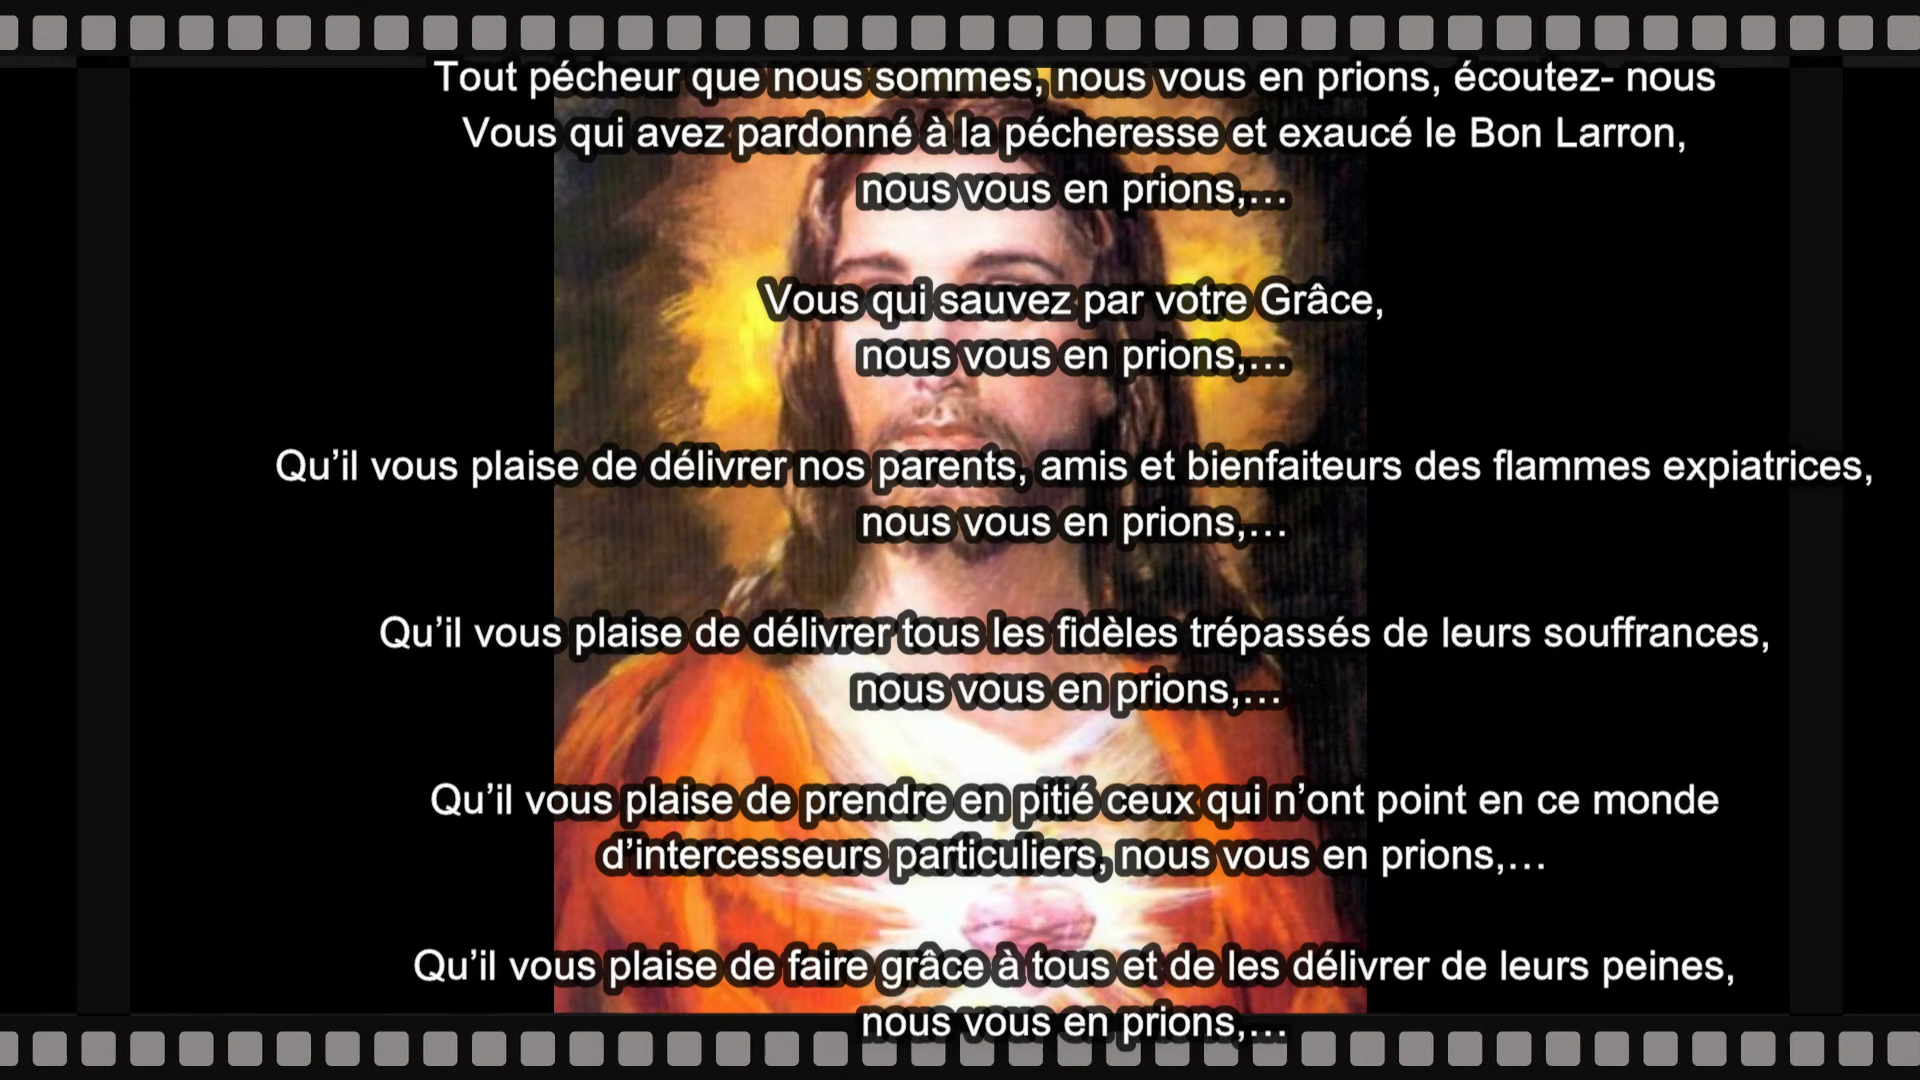 Tout pécheur que nous sommes, nous vous en prions, écoutez- nous
Vous qui avez pardonné à la pécheresse et exaucé le Bon Larron,
nous vous en prions,…
Vous qui sauvez par votre Grâce,
nous vous en prions,…
Qu’il vous plaise de délivrer nos parents, amis et bienfaiteurs des flammes expiatrices,
nous vous en prions,…
Qu’il vous plaise de délivrer tous les fidèles trépassés de leurs souffrances,
nous vous en prions,…
Qu’il vous plaise de prendre en pitié ceux qui n’ont point en ce monde
d’intercesseurs particuliers, nous vous en prions,…
Qu’il vous plaise de faire grâce à tous et de les délivrer de leurs peines,
nous vous en prions,…